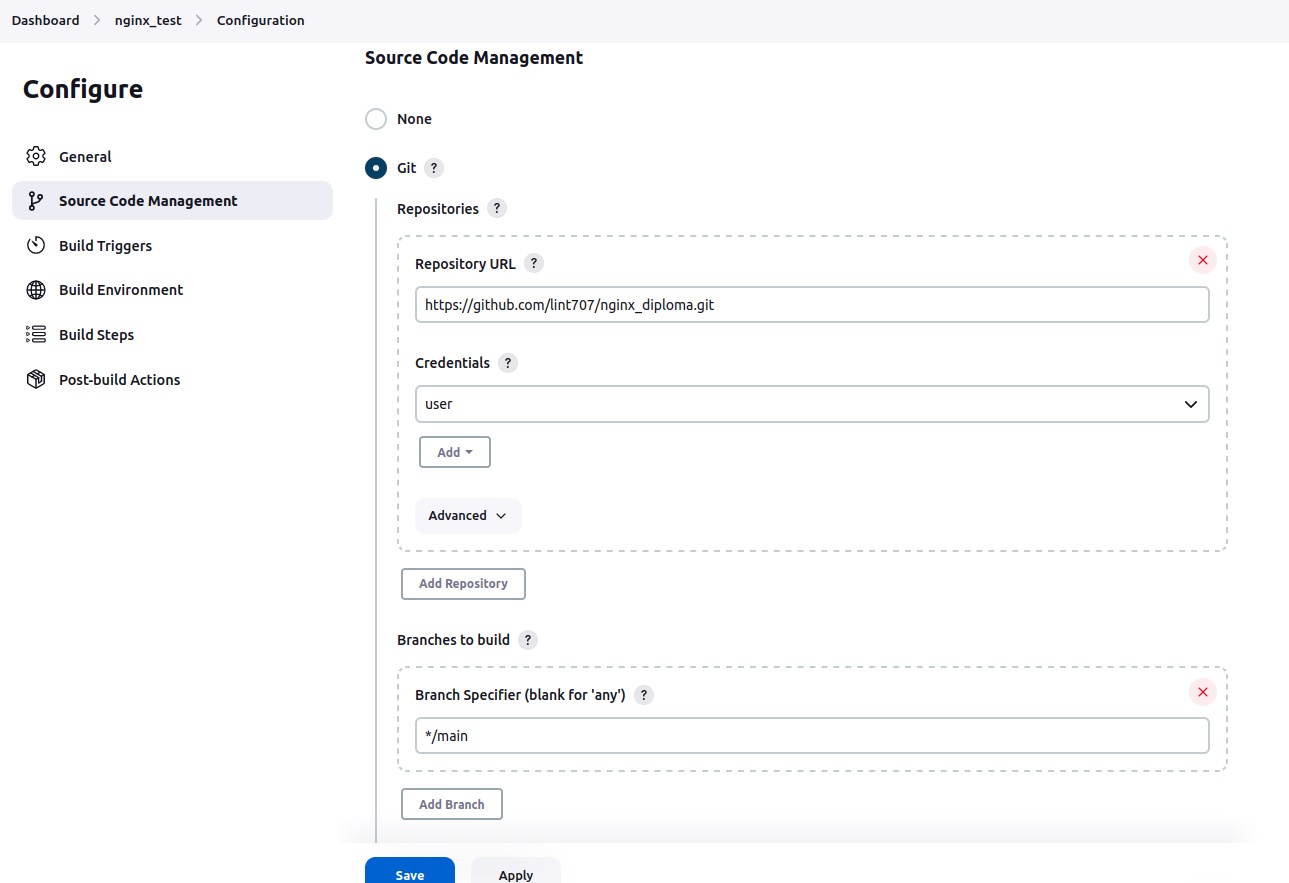 Dashboard > nginx_test > Configuration
Configure
General
Source Code Management
Build Triggers
Build Environment
Build Steps
Post-build Actions
Source Code Management
None
Git ?
Repositories ?
Repository URL ?
https://github.com/lint707/nginx_diploma.git
Credentials ?
user
Add
Advanced
Add Repository
Branches to build ?
Branch Specifier (blank for 'any') ?
*/main
Add Branch
Save Apply